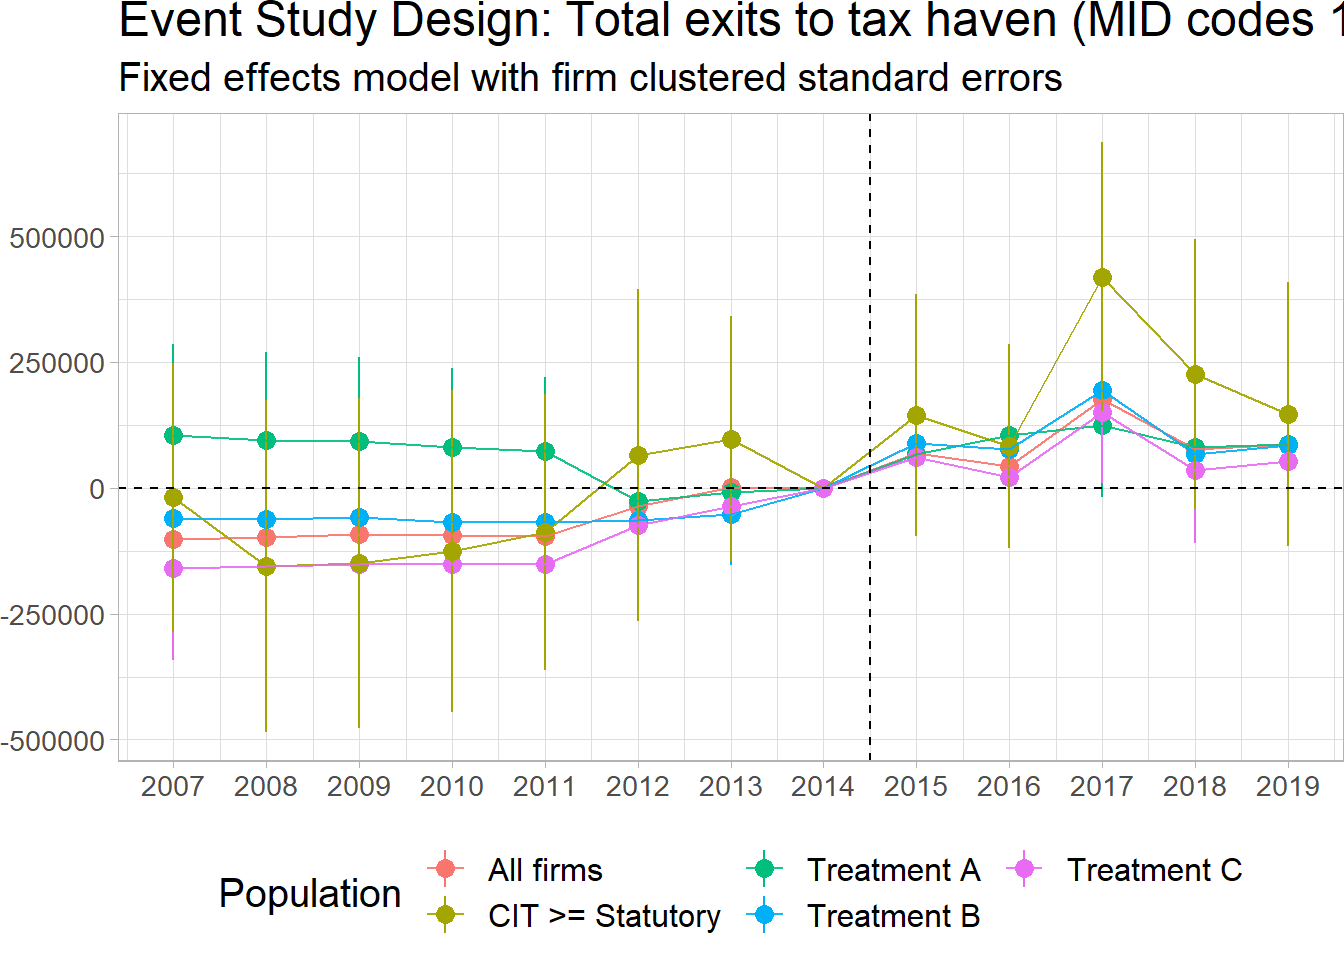 Event Study Design: Total exits to tax haven (MID codes 1
Fixed effects model with firm clustered standard errors
500000
250000
0
-250000
-500000
2007 2008 2009 2010 2011 2012 2013 2014 2015 2016 2017 2018 2019
Population
All firms
CIT >= Statutory
Treatment A
Treatment B
Treatment C